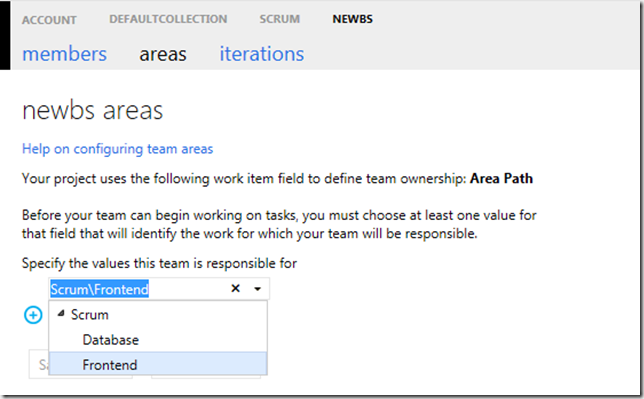 ACCOUNT DEFAULTCOLLECTION SCRUM NEWBS
members areas iterations
newbs areas
Help on configuring team areas
Your project uses the following work item field to define team ownership: Area Path
Before your team can begin working on tasks, you must choose at least one value for
that field that will identify the work for which your team will be responsible.
Specify the values this team is responsible for
Scrum\Frontend
Scrum
Database
Frontend